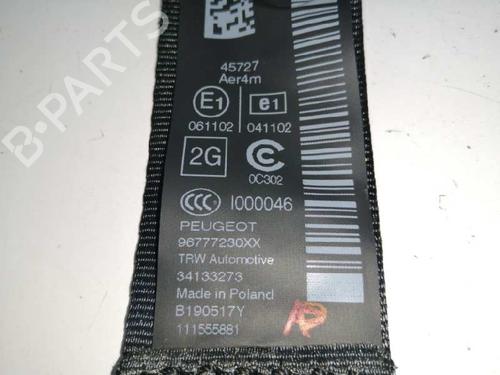 45727
Aer4m
E1
e1
061102
041102
2G
0C302
CCC
I000046
PEUGEOT
96777230XX
TRW Automotive
34133273
Made in Poland
B190517Y
111555881
B-PARTS